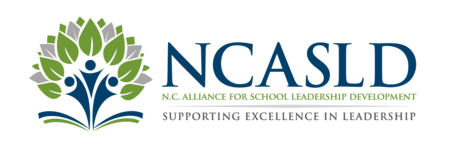 NCASLD
N.C. ALLIANCE FOR SCHOOL LEADERSHIP DEVELOPMENT
SUPPORTING EXCELLENCE IN LEADERSHIP